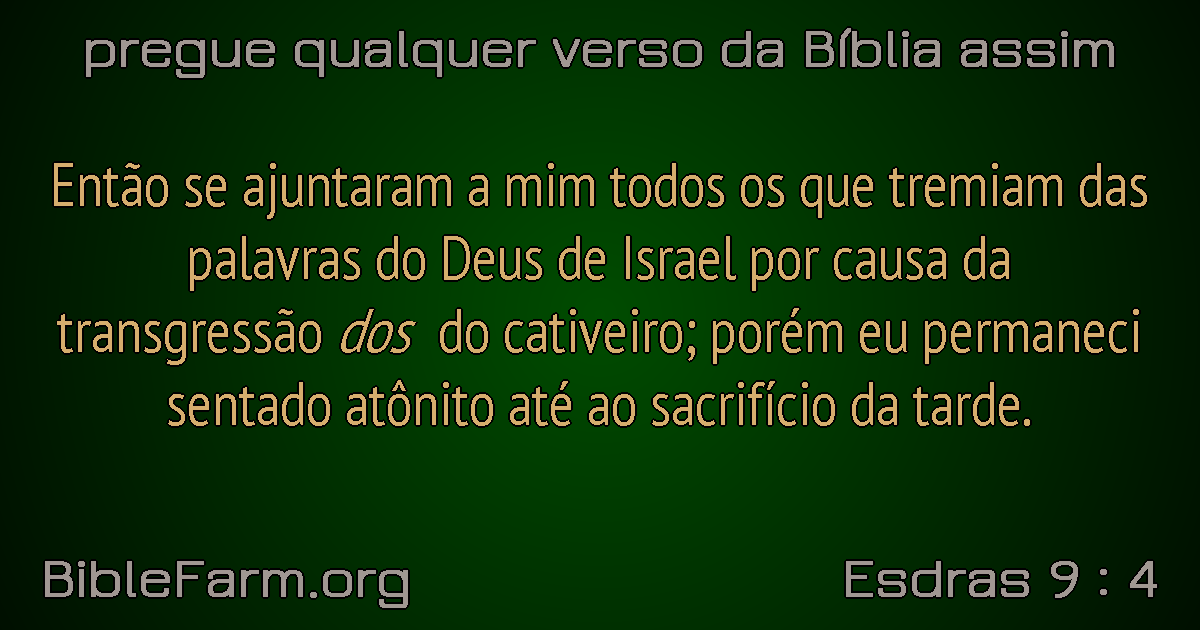 pregue qualquer verso da Bíblia assim
Então se ajuntaram a mim todos os que tremiam das
palavras do Deus de Israel por causa da
transgressão dos do cativeiro; porém eu permaneci
sentado atônito até ao sacrifício da tarde.
BibleFarm.org
Esdras 9 : 4